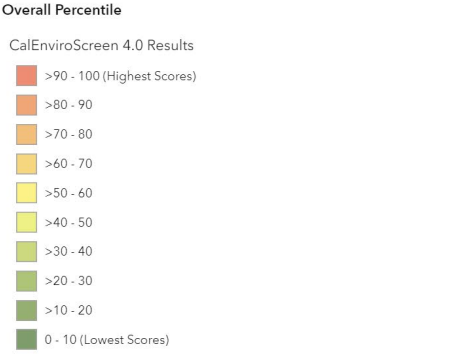 Overall Percentile
CalEnviroScreen 4.0 Results
>90 - 100 (Highest Scores)
>80 - 90
>70 - 80
>60 - 70
>50 - 60
>40 - 50
>30 - 40
>20 - 30
>10 - 20
0 - 10 (Lowest Scores)